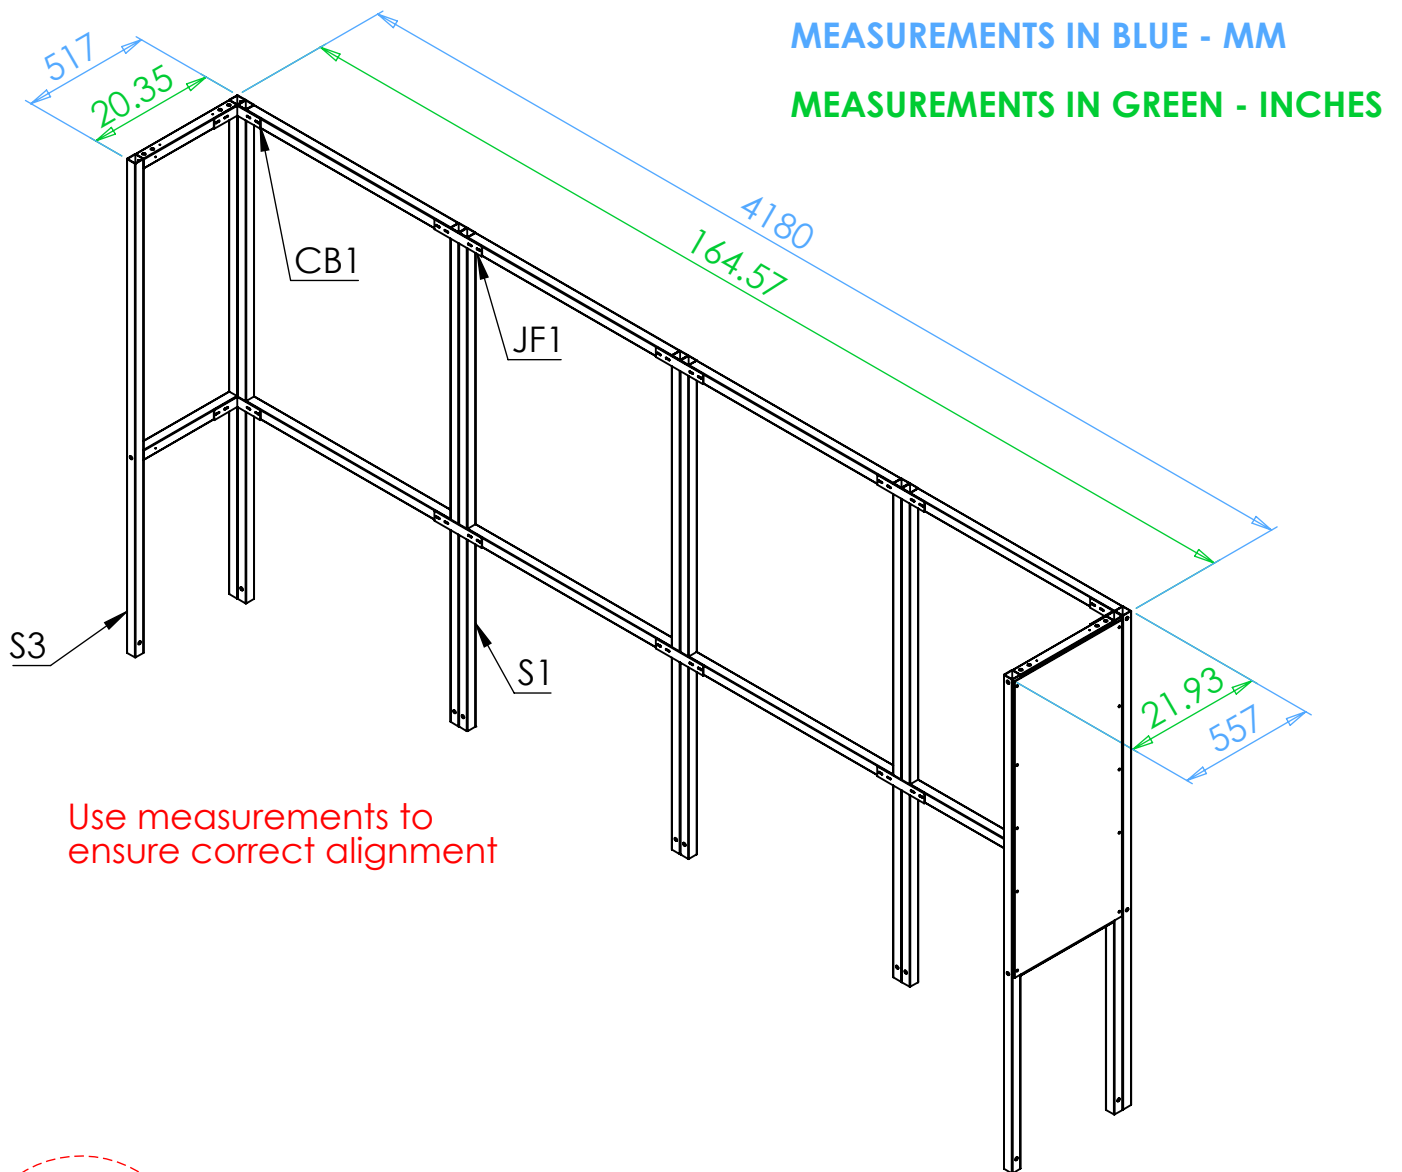 MEASUREMENTS IN BLUE - MM
MEASUREMENTS IN GREEN - INCHES
517
20.35
4180
164.57
CB1
JF1
S3
S1
21.93
557
Use measurements to
ensure correct alignment